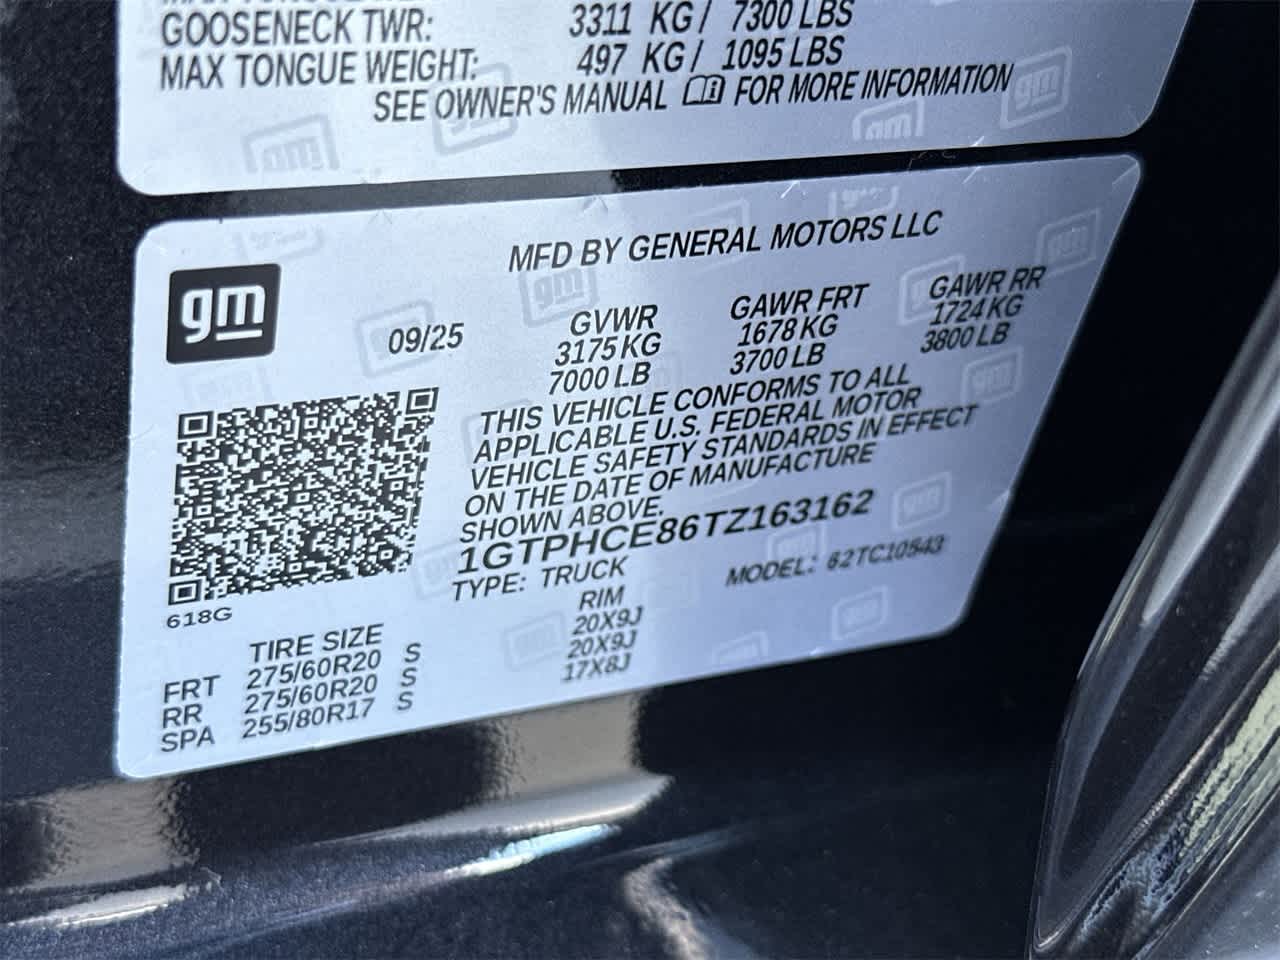 GOOSENECK TWR: 3311 KG / 7300 LBS
MAX TONGUE WEIGHT: 497 KG / 1095 LBS
SEE OWNER'S MANUAL FOR MORE INFORMATION
MFD BY GENERAL MOTORS LLC
gm
09/25
GVWR GAWR FRT GAWR RR
3175 KG 1678 KG 1724 KG
7000 LB 3700 LB 3800 LB
THIS VEHICLE CONFORMS TO ALL
APPLICABLE U.S. FEDERAL MOTOR
VEHICLE SAFETY STANDARDS IN EFFECT
ON THE DATE OF MANUFACTURE
SHOWN ABOVE.
1GTPHCE86TZ163162
TYPE: TRUCK MODEL: 62TC10543
618G
TIRE SIZE RIM
FRT 275/60R20 S 20X9J
RR 275/60R20 S 20X9J
SPA 255/80R17 S 17X8J